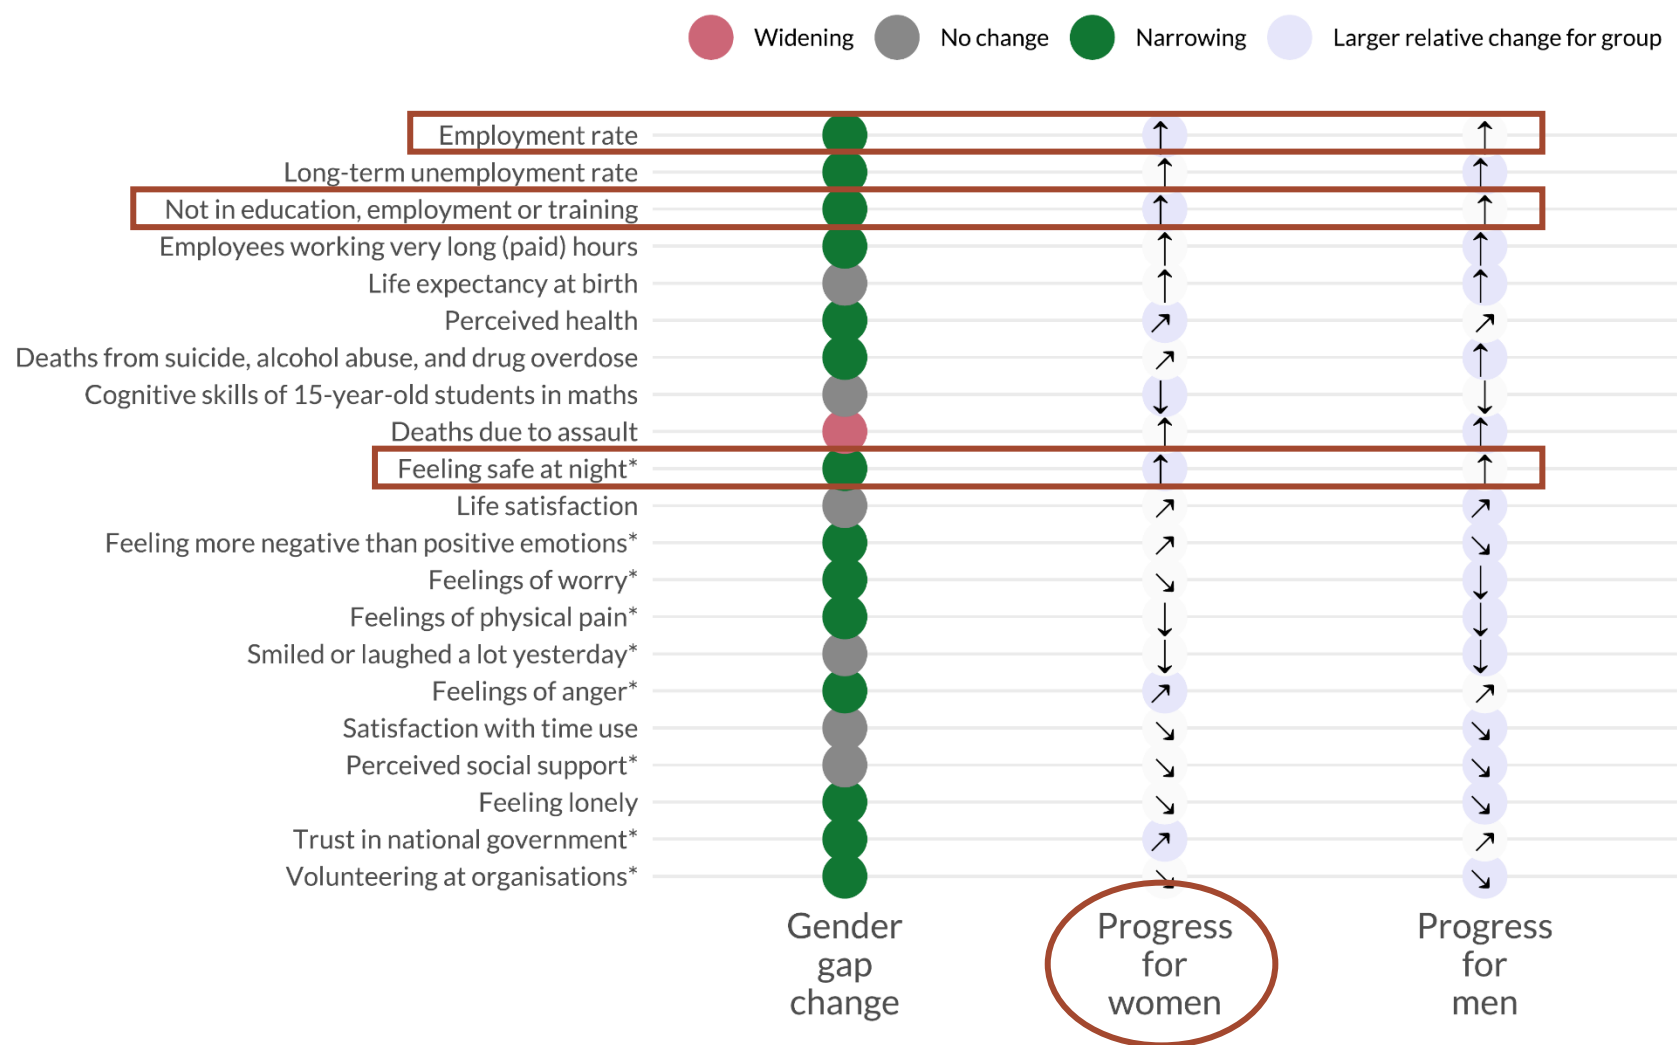 Widening No change Narrowing Larger relative change for group
Employment rate
Long-term unemployment rate
Not in education, employment or training
Employees working very long (paid) hours
Life expectancy at birth
Perceived health
Deaths from suicide, alcohol abuse, and drug overdose
Cognitive skills of 15-year-old students in maths
Deaths due to assault
Feeling safe at night*
Life satisfaction
Feeling more negative than positive emotions*
Feelings of worry*
Feelings of physical pain*
Smiled or laughed a lot yesterday*
Feelings of anger*
Satisfaction with time use
Perceived social support*
Feeling lonely
Trust in national government*
Volunteering at organisations*
Gender
gap
change
Progress
for
women
Progress
for
men